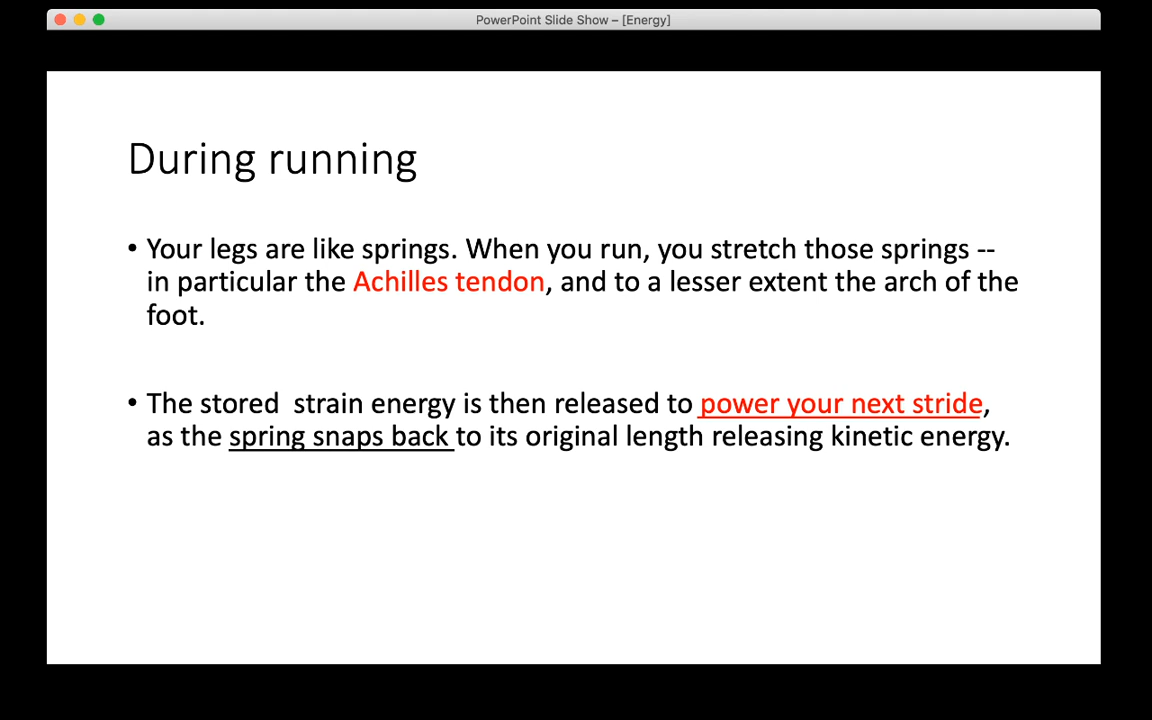 PowerPoint Slide Show – [Energy]
During running
• Your legs are like springs. When you run, you stretch those springs --
in particular the Achilles tendon, and to a lesser extent the arch of the
foot.
• The stored  strain energy is then released to power your next stride,
as the spring snaps back to its original length releasing kinetic energy.